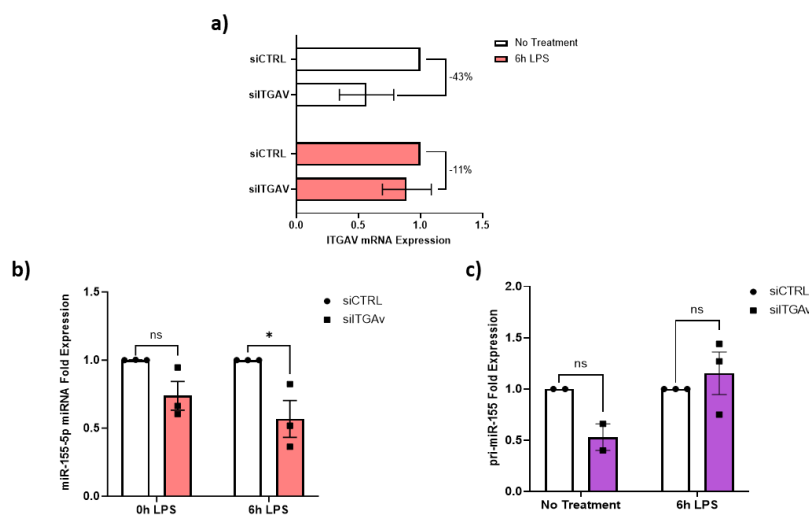 a)
No Treatment
6h LPS
siCTRL
siITGAV
-43%
siCTRL
siITGAV
-11%
0.0 0.5 1.0 1.5
ITGAV mRNA Expression
b)
siCTRL
siITGAv
miR-155-5p miRNA Fold Expression
1.5
1.0
0.5
0.0
ns
*
0h LPS 6h LPS
c)
siCTRL
siITGAv
pri-miR-155 Fold Expression
2.0
1.5
1.0
0.5
0.0
ns
ns
No Treatment 6h LPS